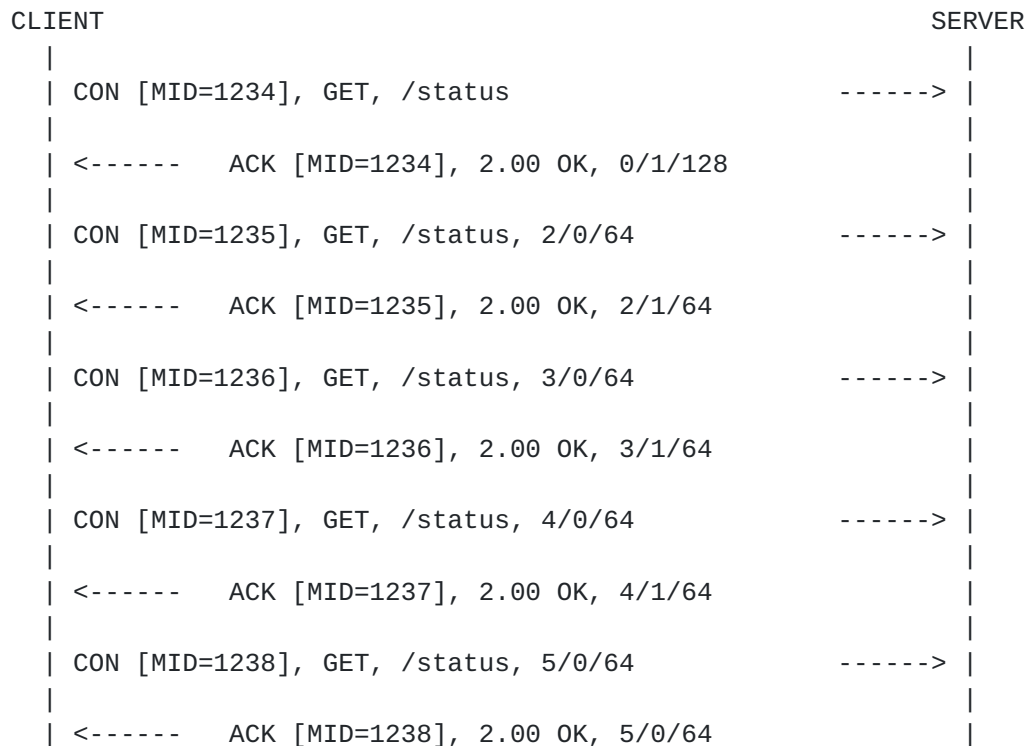 CLIENT                                                     SERVER
  |                                                          |
  | CON [MID=1234], GET, /status                     ------> |
  |                                                          |
  | <------   ACK [MID=1234], 2.00 OK, 0/1/128               |
  |                                                          |
  | CON [MID=1235], GET, /status, 2/0/64             ------> |
  |                                                          |
  | <------   ACK [MID=1235], 2.00 OK, 2/1/64                |
  |                                                          |
  | CON [MID=1236], GET, /status, 3/0/64             ------> |
  |                                                          |
  | <------   ACK [MID=1236], 2.00 OK, 3/1/64                |
  |                                                          |
  | CON [MID=1237], GET, /status, 4/0/64             ------> |
  |                                                          |
  | <------   ACK [MID=1237], 2.00 OK, 4/1/64                |
  |                                                          |
  | CON [MID=1238], GET, /status, 5/0/64             ------> |
  |                                                          |
  | <------   ACK [MID=1238], 2.00 OK, 5/0/64                |